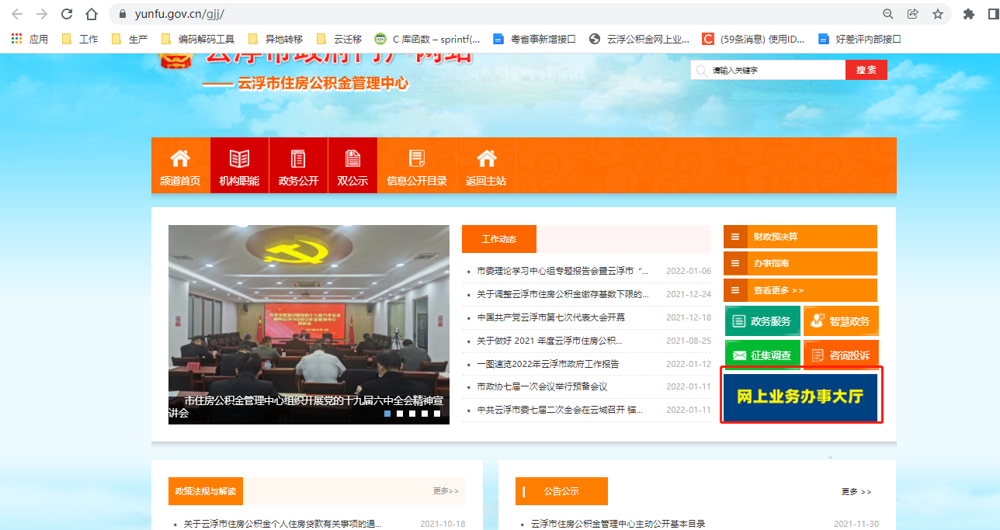 yunfu.gov.cn/gjj/
应用 工作 生产 编码解码工具 异地转移 云迁移 C 库函数 – sprintf(... 粤省事新增接口 云浮公积金网上业... (59条消息) 使用ID... 好差评内部接口
云浮市政府门户网站
—— 云浮市住房公积金管理中心
请输入关键字 搜 索
频道首页 机构职能 政务公开 双公示 信息公开目录 返回主站
工作动态
市委理论学习中心组专题报告会暨云浮市“... 2022-01-06
关于调整云浮市住房公积金缴存基数下限的... 2021-12-24
中国共产党云浮市第七次代表大会开幕 2021-12-18
关于做好 2021 年度云浮市住房公积... 2021-08-25
一图速览2022年云浮市政府工作报告 2022-01-12
市政协七届一次会议举行预备会议 2022-01-11
中共云浮市委七届二次全会在云城召开 锚... 2022-01-11
市住房公积金管理中心组织开展党的十九届六中全会精神宣
讲会
财政预决算
办事指南
查看更多 >>
政务服务 智慧政务
征集调查 咨询投诉
网上业务办事大厅
政策法规与解读 更多>>
关于云浮市住房公积金个人住房贷款有关事项的通... 2021-10-18
公告公示 更多 >>
云浮市住房公积金管理中心主动公开基本目录 2021-11-30